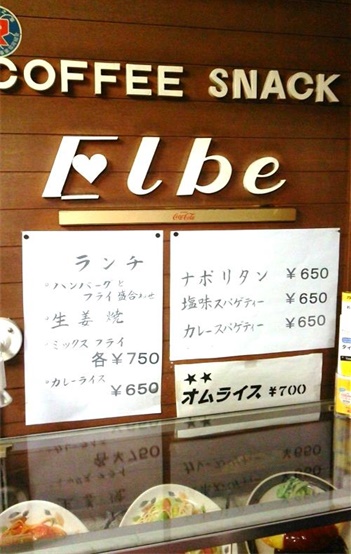 COFFEE SNACK
Elbe
Coca-Cola
ランチ
ハンバーグと
フライ盛合わせ
生姜焼
ミックスフライ
各￥750
カレーライス
￥650
ナポリタン ￥650
塩味スパゲティー ￥650
カレースパゲティー ￥650
★★
オムライス ￥700